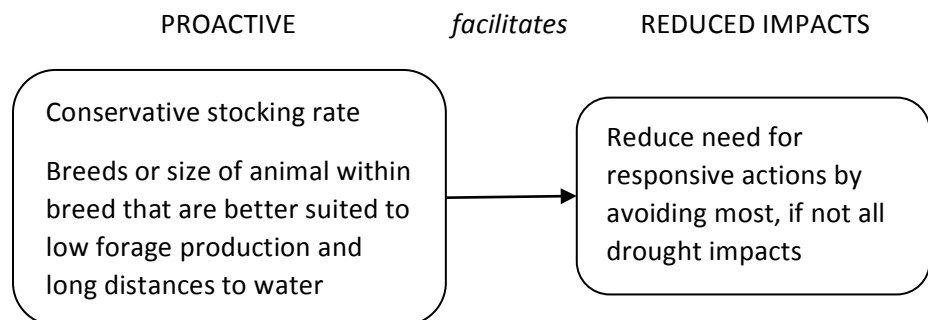 PROACTIVE facilitates REDUCED IMPACTS
Conservative stocking rate
Breeds or size of animal within
breed that are better suited to
low forage production and
long distances to water
Reduce need for
responsive actions by
avoiding most, if not all
drought impacts